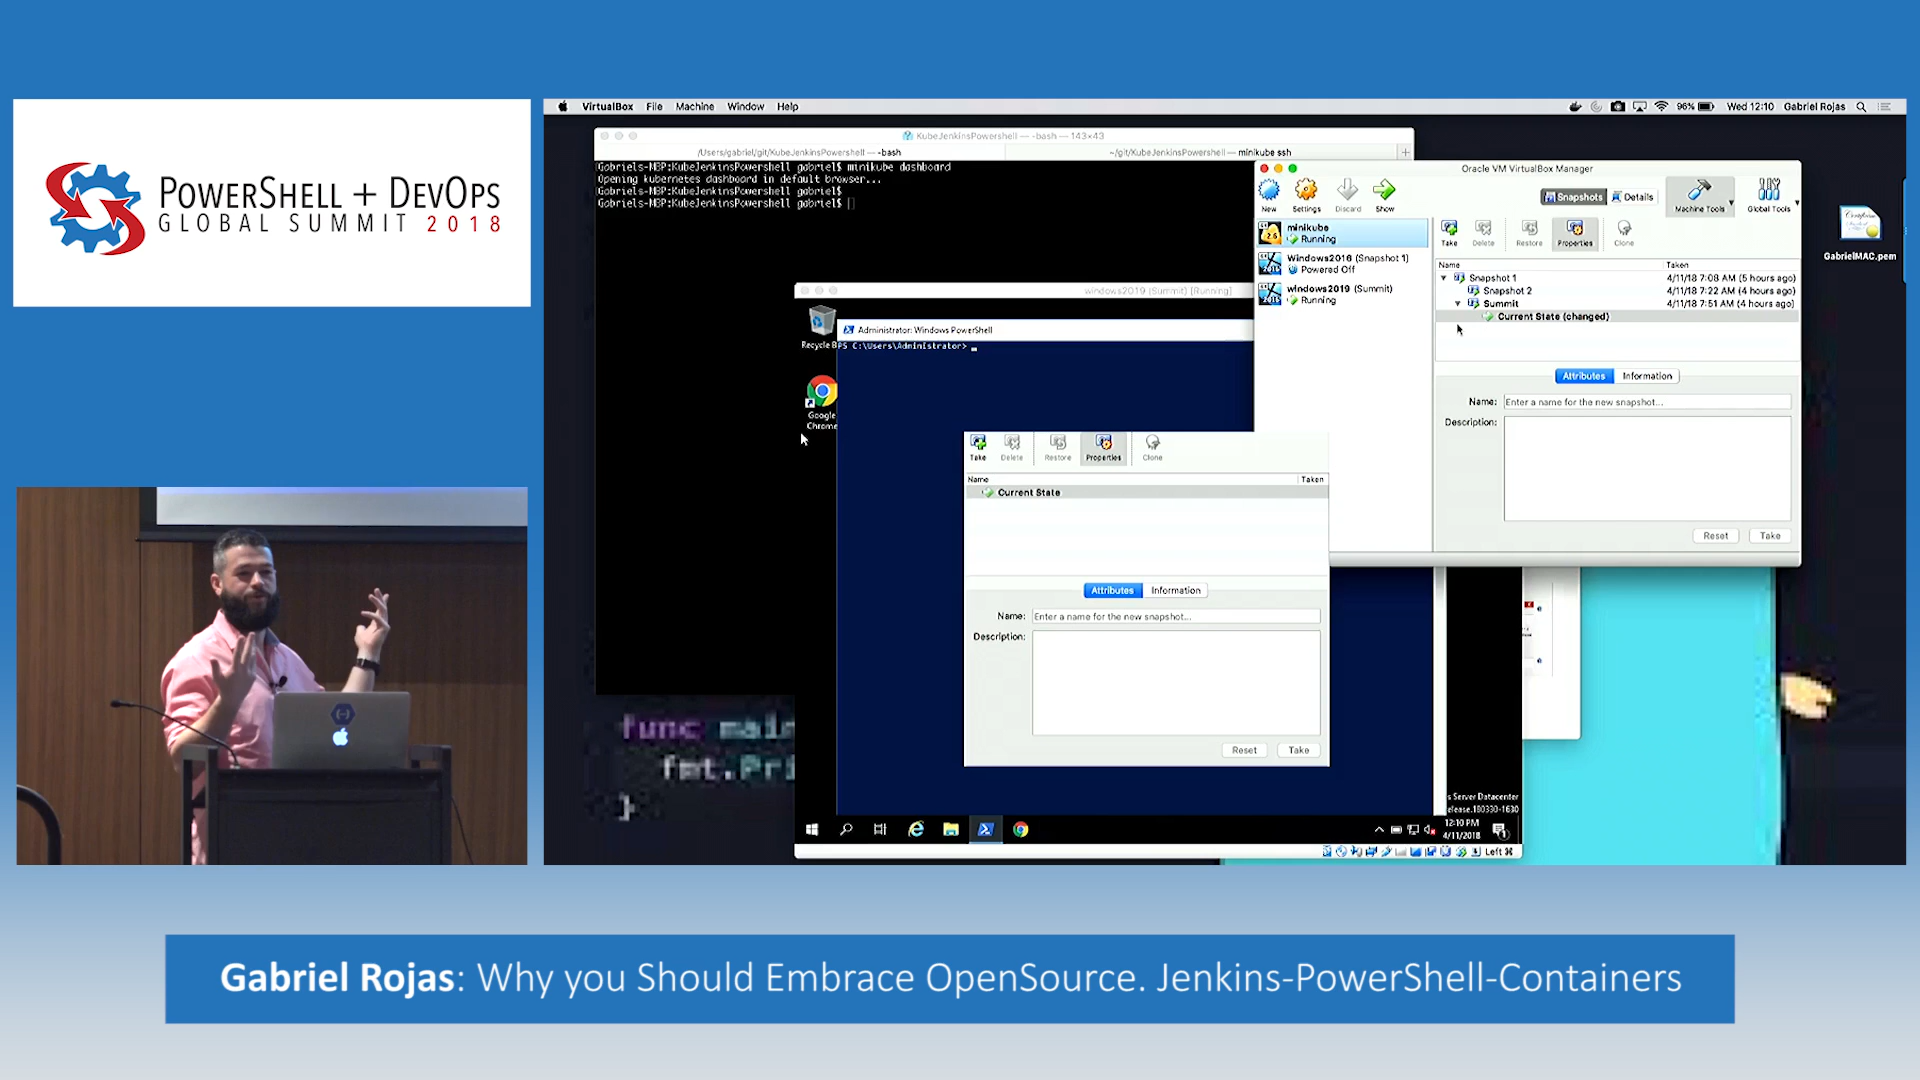 POWERSHELL + DEVOPS
GLOBAL SUMMIT 2018
VirtualBox File Machine Window Help
96% Wed 12:10 Gabriel Rojas
KubeJenkinsPowershell — -bash — 143×43
/Users/gabriel/git/KubeJenkinsPowershell — -bash
~/git/KubeJenkinsPowershell — minikube ssh
Gabriels-MBP:KubeJenkinsPowershell gabriel$ minikube dashboard
Opening kubernetes dashboard in default browser...
Gabriels-MBP:KubeJenkinsPowershell gabriel$
Gabriels-MBP:KubeJenkinsPowershell gabriel$
Oracle VM VirtualBox Manager
New Settings Discard Show
Snapshots Details
Machine Tools Global Tools
minikube
Running
Windows2016 (Snapshot 1)
Powered Off
windows2019 (Summit)
Running
Take Delete Restore Properties Clone
Name Taken
Snapshot 1 4/11/18 7:08 AM (5 hours ago)
Snapshot 2 4/11/18 7:22 AM (4 hours ago)
Summit 4/11/18 7:51 AM (4 hours ago)
Current State (changed)
Attributes Information
Name: Enter a name for the new snapshot...
Description:
Reset Take
GabrielMAC.pem
windows2019 (Summit) [Running]
Recycle B
Administrator: Windows PowerShell
PS C:\Users\Administrator>
Google
Chrome
Take Delete Restore Properties Clone
Name Taken
Current State
Attributes Information
Name: Enter a name for the new snapshot...
Description:
Reset Take
func main
fmt.Pri
}
s Server Datacenter
elease.180330-1630
12:10 PM
4/11/2018
Left ⌘
Gabriel Rojas: Why you Should Embrace OpenSource. Jenkins-PowerShell-Containers